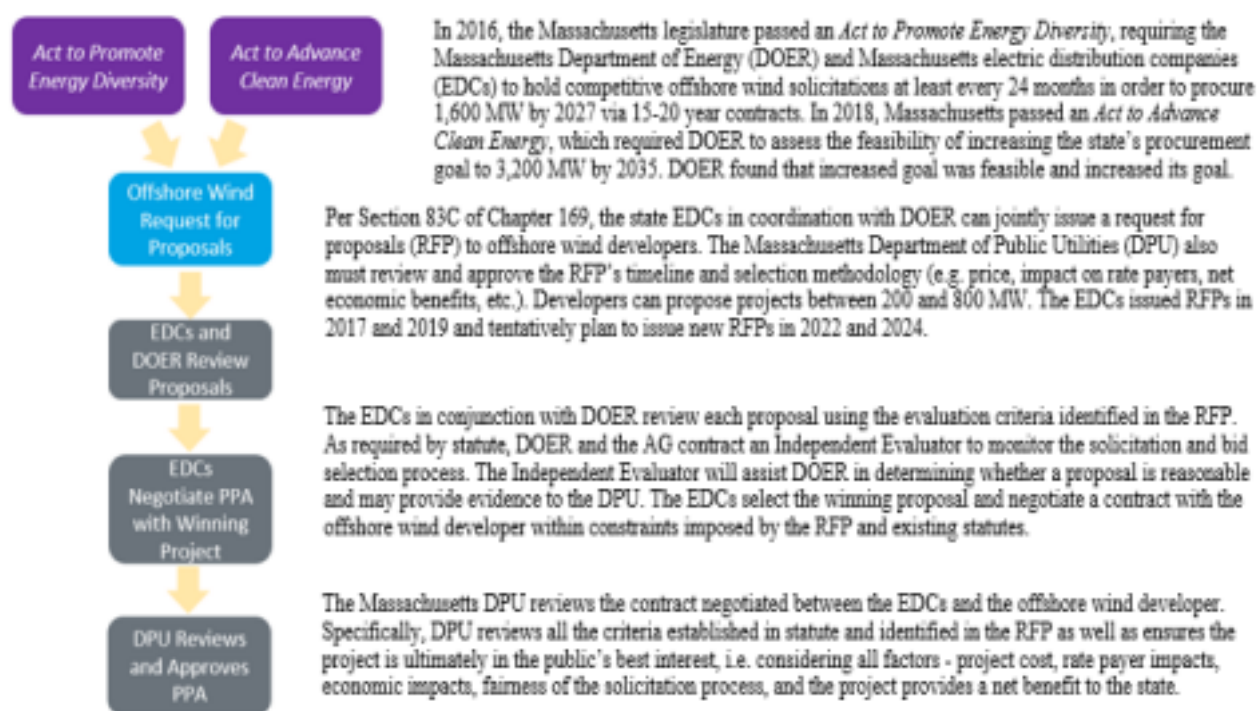 Act to Promote
Energy Diversity
Act to Advance
Clean Energy
In 2016, the Massachusetts legislature passed an Act to Promote Energy Diversity, requiring the
Massachusetts Department of Energy (DOER) and Massachusetts electric distribution companies
(EDCs) to hold competitive offshore wind solicitations at least every 24 months in order to procure
1,600 MW by 2027 via 15-20 year contracts. In 2018, Massachusetts passed an Act to Advance
Clean Energy, which required DOER to assess the feasibility of increasing the state's procurement
goal to 3,200 MW by 2035. DOER found that increased goal was feasible and increased its goal.
Offshore Wind
Request for
Proposals
Per Section 83C of Chapter 169, the state EDCs in coordination with DOER can jointly issue a request for
proposals (RFP) to offshore wind developers. The Massachusetts Department of Public Utilities (DPU) also
must review and approve the RFP's timeline and selection methodology (e.g. price, impact on rate payers, net
economic benefits, etc.). Developers can propose projects between 200 and 800 MW. The EDCs issued RFPs in
2017 and 2019 and tentatively plan to issue new RFPs in 2022 and 2024.
EDCs and
DOER Review
Proposals
The EDCs in conjunction with DOER review each proposal using the evaluation criteria identified in the RFP.
As required by statute, DOER and the AG contract an Independent Evaluator to monitor the solicitation and bid
selection process. The Independent Evaluator will assist DOER in determining whether a proposal is reasonable
and may provide evidence to the DPU. The EDCs select the winning proposal and negotiate a contract with the
offshore wind developer within constraints imposed by the RFP and existing statutes.
EDCs
Negotiate PPA
with Winning
Project
The Massachusetts DPU reviews the contract negotiated between the EDCs and the offshore wind developer.
Specifically, DPU reviews all the criteria established in statute and identified in the RFP as well as ensures the
project is ultimately in the public's best interest, i.e. considering all factors - project cost, rate payer impacts,
economic impacts, fairness of the solicitation process, and the project provides a net benefit to the state.
DPU Reviews
and Approves
PPA